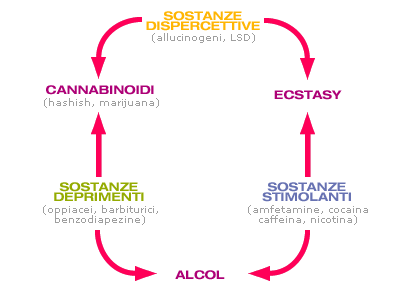 SOSTANZE
DISPERCETTIVE
(allucinogeni, LSD)
CANNABINOIDI
(hashish, marijuana)
ECSTASY
SOSTANZE
DEPRIMENTI
(oppiacei, barbiturici,
benzodiapezine)
SOSTANZE
STIMOLANTI
(amfetamine, cocaina
caffeina, nicotina)
ALCOL